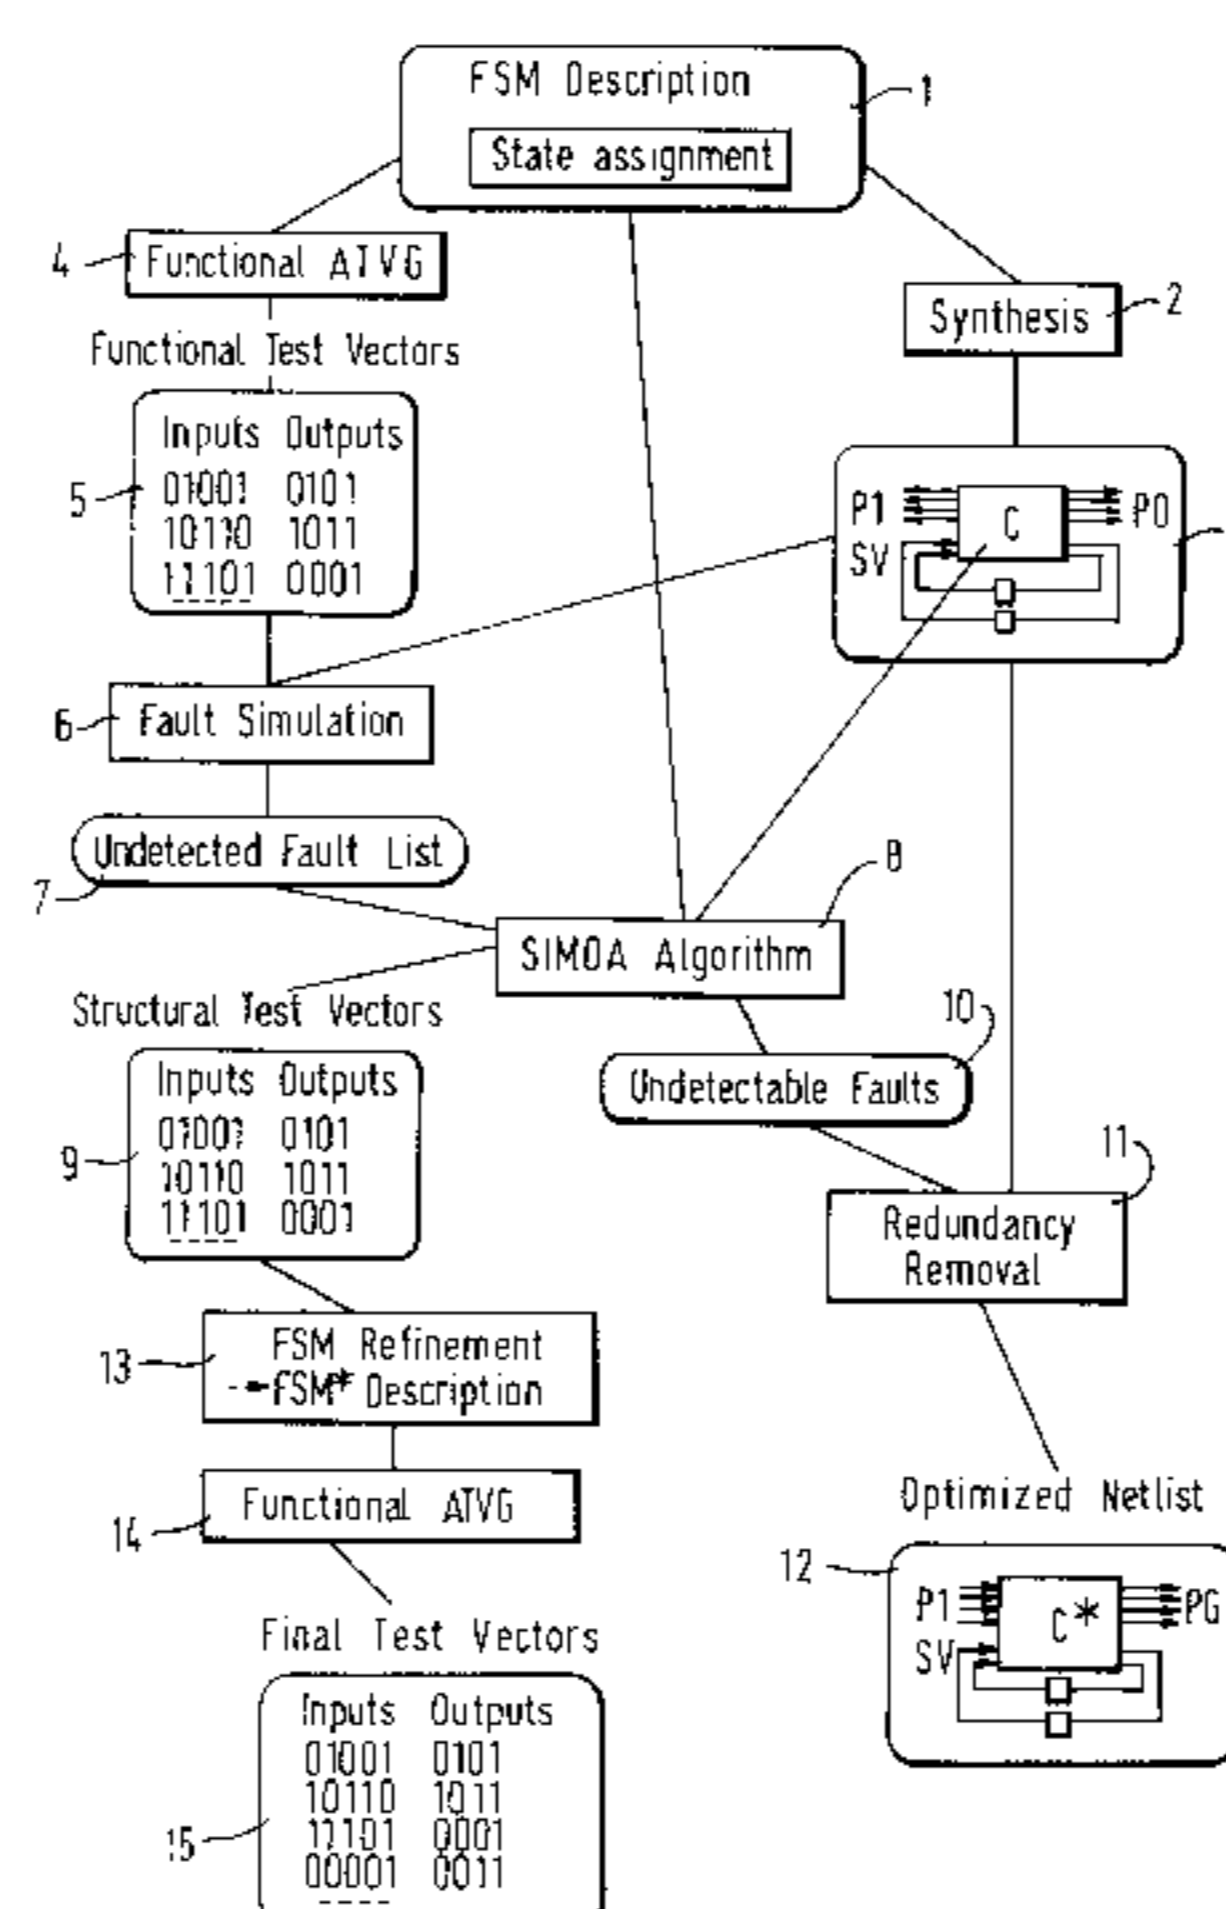 FSM Description
1
State assignment
4
Functional ATVG
Synthesis
2
Functional Test Vectors
Inputs Outputs
5
01001 0101
10110 1011
11101 0001
P1
C
PO
SV
6
Fault Simulation
Undetected Fault List
7
8
SIMOA Algorithm
Structural Test Vectors
10
Inputs Outputs
Undetectable Faults
9
01001 0101
10110 1011
11101 0001
11
Redundancy
Removal
13
FSM Refinement
FSM* Description
14
Functional ATVG
Optimized Netlist
12
P1
C*
PG
SV
Final Test Vectors
Inputs Outputs
15
01001 0101
10110 1011
11101 0001
00001 0011